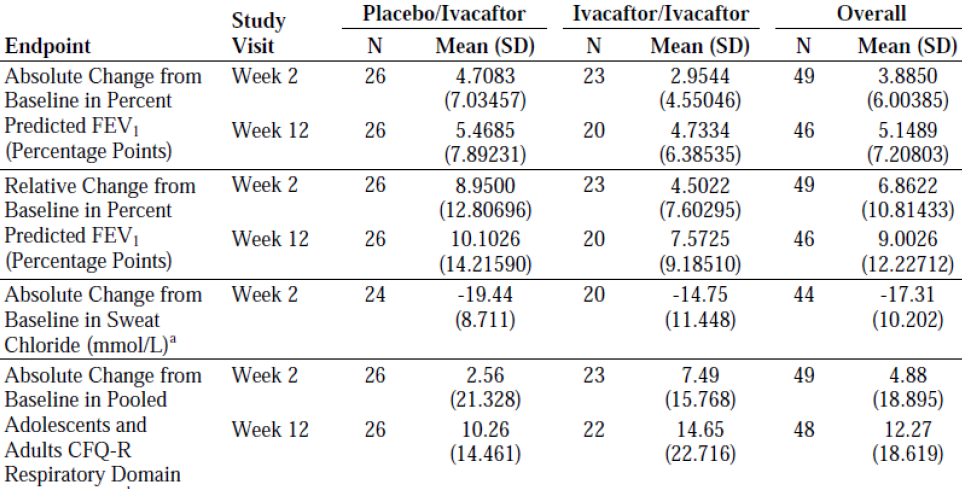 Placebo/Ivacaftor Ivacaftor/Ivacaftor Overall
Endpoint Study Visit N Mean (SD) N Mean (SD) N Mean (SD)
Absolute Change from Week 2 26 4.7083 23 2.9544 49 3.8850
Baseline in Percent (7.03457) (4.55046) (6.00385)
Predicted FEV1 Week 12 26 5.4685 20 4.7334 46 5.1489
(Percentage Points) (7.89231) (6.38535) (7.20803)
Relative Change from Week 2 26 8.9500 23 4.5022 49 6.8622
Baseline in Percent (12.80696) (7.60295) (10.81433)
Predicted FEV1 Week 12 26 10.1026 20 7.5725 46 9.0026
(Percentage Points) (14.21590) (9.18510) (12.22712)
Absolute Change from Week 2 24 -19.44 20 -14.75 44 -17.31
Baseline in Sweat (8.711) (11.448) (10.202)
Chloride (mmol/L)a
Absolute Change from Week 2 26 2.56 23 7.49 49 4.88
Baseline in Pooled (21.328) (15.768) (18.895)
Adolescents and Week 12 26 10.26 22 14.65 48 12.27
Adults CFQ-R (14.461) (22.716) (18.619)
Respiratory Domain